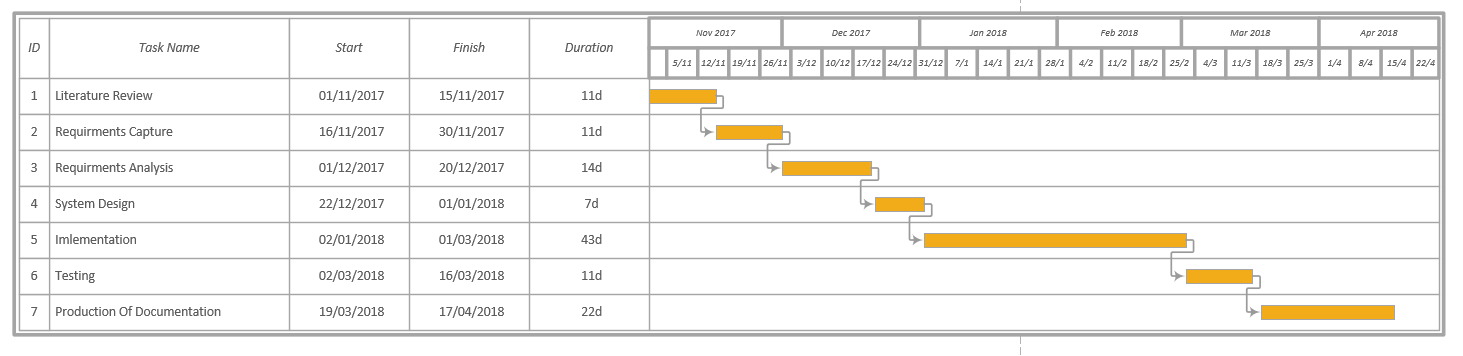 ID Task Name Start Finish Duration Nov 2017 Dec 2017 Jan 2018 Feb 2018 Mar 2018 Apr 2018
5/11 12/11 19/11 26/11 3/12 10/12 17/12 24/12 31/12 7/1 14/1 21/1 28/1 4/2 11/2 18/2 25/2 4/3 11/3 18/3 25/3 1/4 8/4 15/4 22/4
1 Literature Review 01/11/2017 15/11/2017 11d
2 Requirments Capture 16/11/2017 30/11/2017 11d
3 Requirments Analysis 01/12/2017 20/12/2017 14d
4 System Design 22/12/2017 01/01/2018 7d
5 Imlementation 02/01/2018 01/03/2018 43d
6 Testing 02/03/2018 16/03/2018 11d
7 Production Of Documentation 19/03/2018 17/04/2018 22d